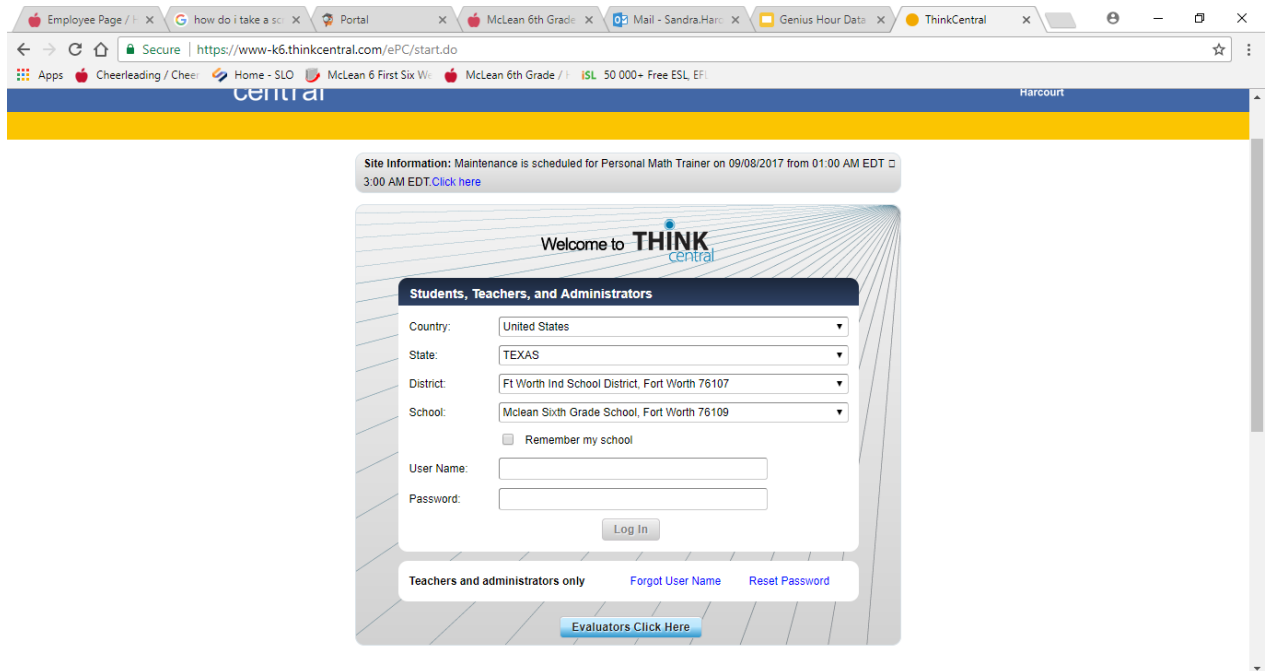 Employee Page / H
how do i take a scr
Portal
McLean 6th Grade
Mail - Sandra.Harc
Genius Hour Data
ThinkCentral
Secure | https://www-k6.thinkcentral.com/ePC/start.do
Apps Cheerleading / Cheer Home - SLO McLean 6 First Six We McLean 6th Grade / H iSL 50 000+ Free ESL, EFL
central
Harcourt
Site Information: Maintenance is scheduled for Personal Math Trainer on 09/08/2017 from 01:00 AM EDT □
3:00 AM EDT.Click here
Welcome to THINK
central
Students, Teachers, and Administrators
Country: United States
State: TEXAS
District: Ft Worth Ind School District, Fort Worth 76107
School: Mclean Sixth Grade School, Fort Worth 76109
Remember my school
User Name:
Password:
Log In
Teachers and administrators only Forgot User Name Reset Password
Evaluators Click Here